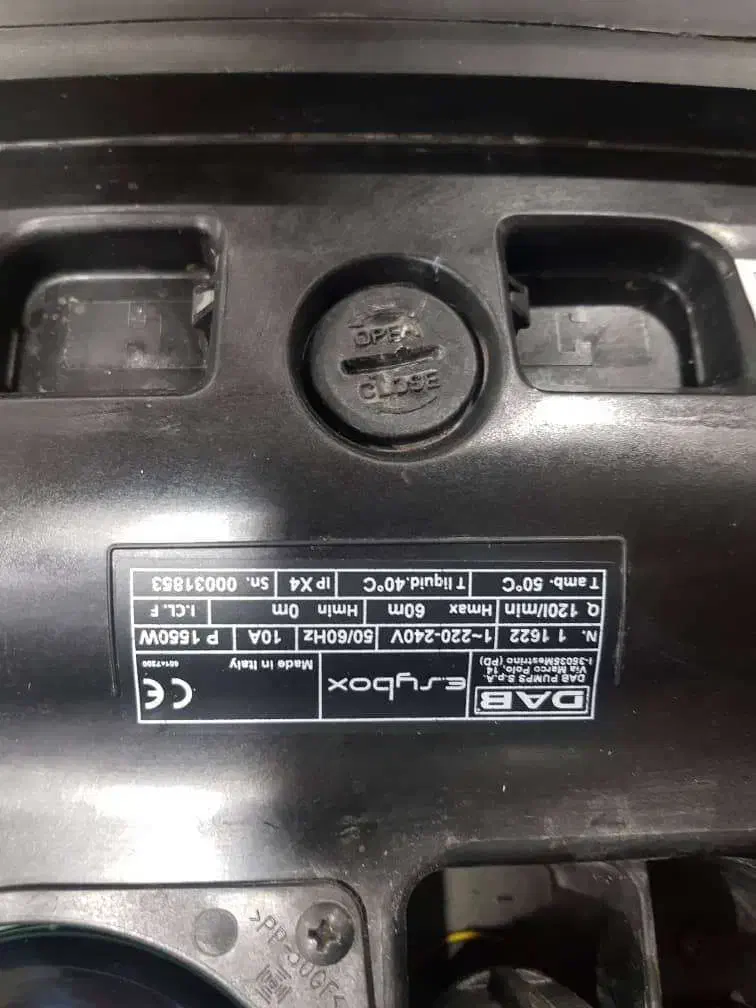 OPEN
CLOSE
DAB
DAB PUMPS S.p.A.
Via Marco Polo, 14
I-35035Mestrino (PD)
e.sybox
Made in Italy
CE
N. 1 1622 1~220-240V 50/60Hz 10A P 1550W
Q 120l/min Hmax 60m Hmin 0m I.CL. F
T amb. 50°C T liquid.40°C IP X4 Sn. 00031853